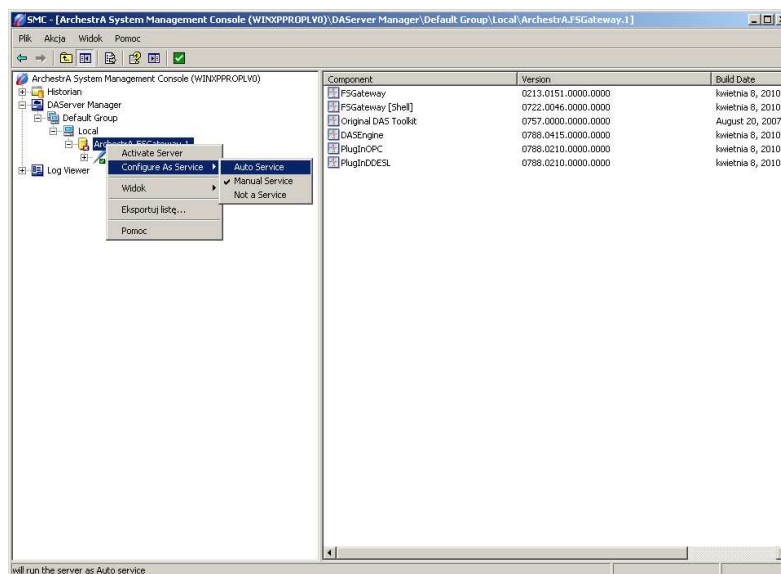 SMC - [ArchestrA System Management Console (WINXPPROPLV0)\DAServer Manager\Default Group\Local\ArchestrA.FSGateway.1]
Plik Akcja Widok Pomoc
ArchestrA System Management Console (WINXPPROPLV0)
Historian
DAServer Manager
Default Group
Local
ArchestrA.FSGateway.1
Log Viewer
Activate Server
Configure As Service
Widok
Eksportuj listę...
Pomoc
Auto Service
Manual Service
Not a Service
Component Version Build Date
FSGateway 0213.0151.0000.0000 kwietnia 8, 2010
FSGateway [Shell] 0722.0046.0000.0000 kwietnia 8, 2010
Original DAS Toolkit 0757.0000.0000.0000 August 20, 2007
DASEngine 0788.0415.0000.0000 kwietnia 8, 2010
PlugInOPC 0788.0210.0000.0000 kwietnia 8, 2010
PlugInDDESL 0788.0210.0000.0000 kwietnia 8, 2010
will run the server as Auto service